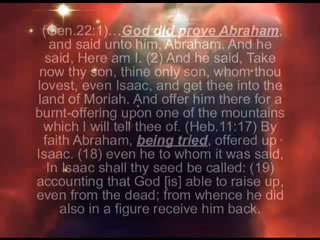 (Gen.22:1)…God did prove Abraham,
and said unto him, Abraham. And he
said, Here am I. (2) And he said, Take
now thy son, thine only son, whom thou
lovest, even Isaac, and get thee into the
land of Moriah. And offer him there for a
burnt-offering upon one of the mountains
which I will tell thee of. (Heb.11:17) By
faith Abraham, being tried, offered up
Isaac. (18) even he to whom it was said,
In Isaac shall thy seed be called: (19)
accounting that God [is] able to raise up,
even from the dead; from whence he did
also in a figure receive him back.